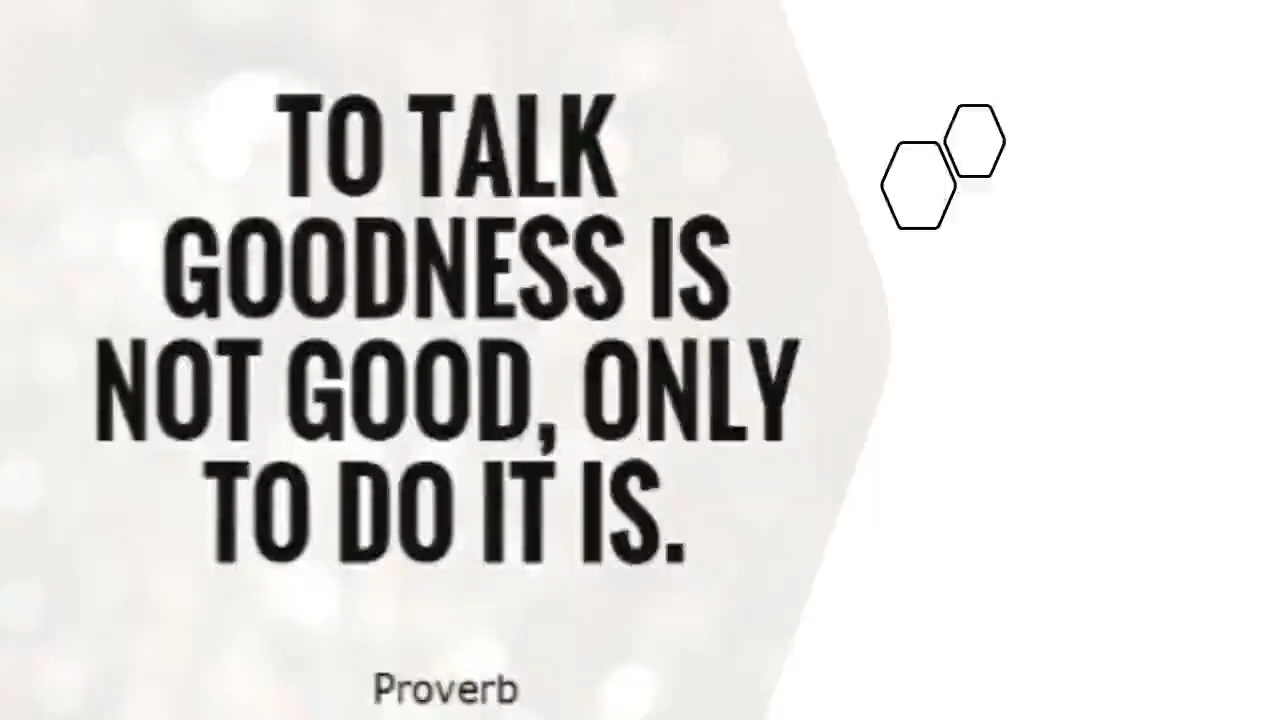 TO TALK
GOODNESS IS
NOT GOOD, ONLY
TO DO IT IS.
Proverb